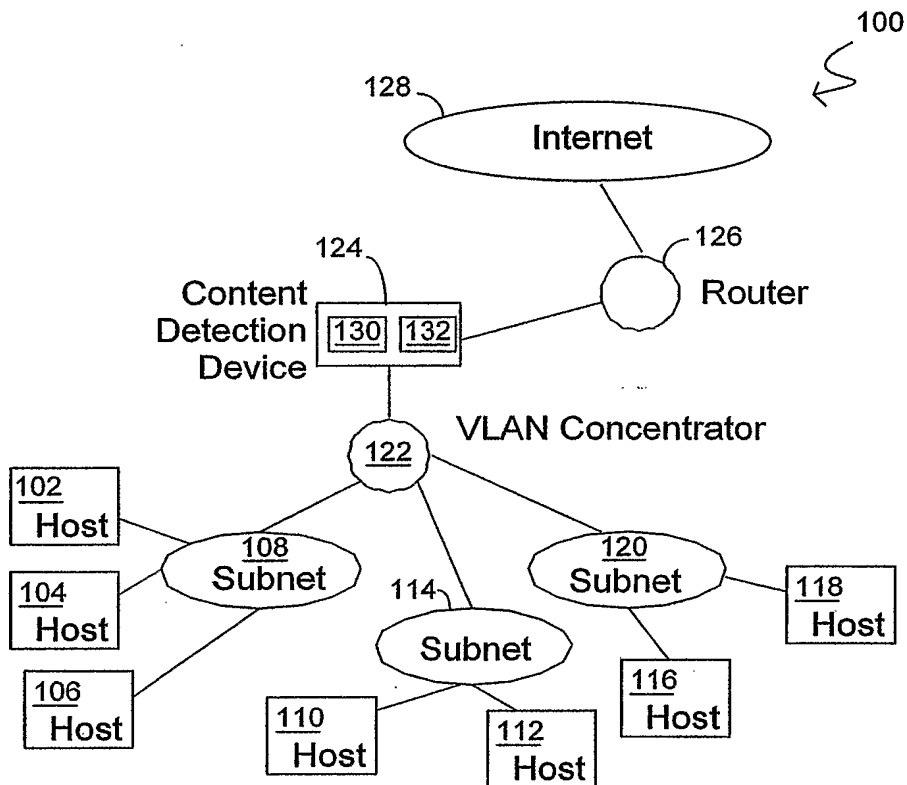 100
128
Internet
126
Router
124
Content
Detection
Device
130
132
VLAN Concentrator
122
102
Host
108
Subnet
120
Subnet
104
Host
114
Subnet
118
Host
106
Host
116
Host
110
Host
112
Host